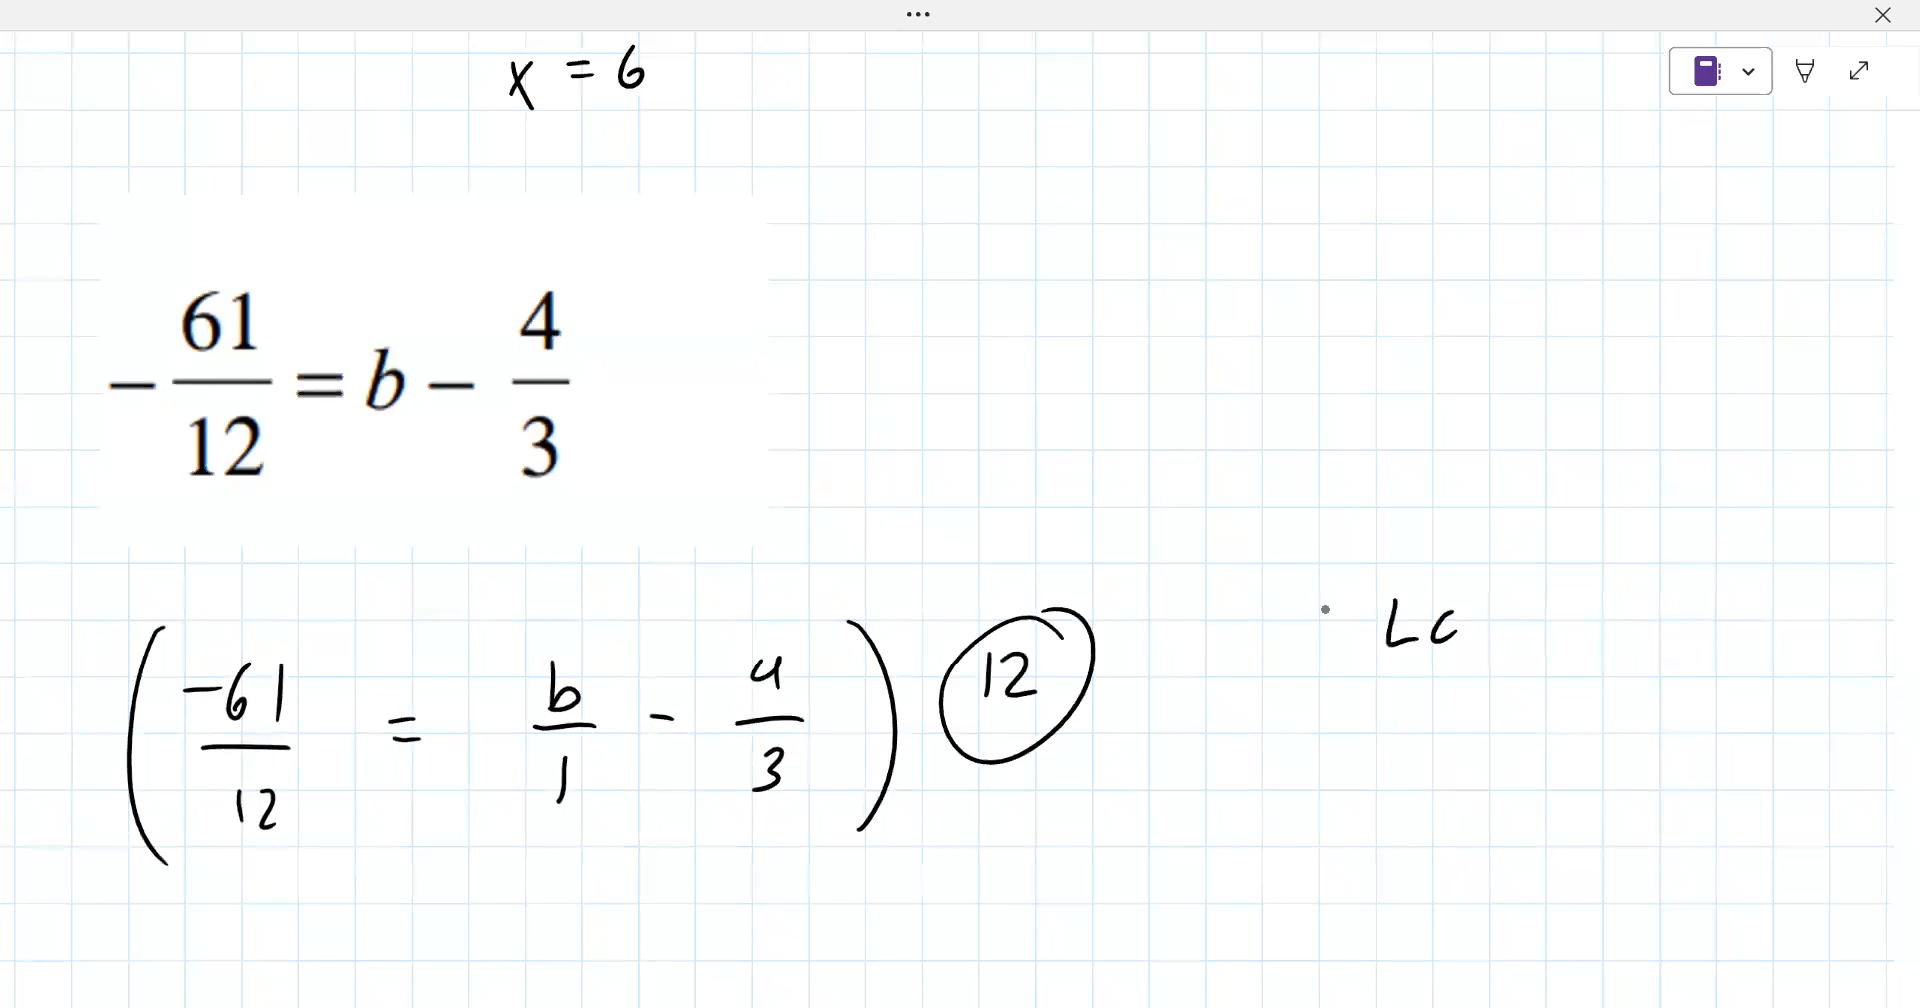 x = 6
- 61/12 = b - 4/3
( -61/12 = b/1 - 4/3 ) 12
LC